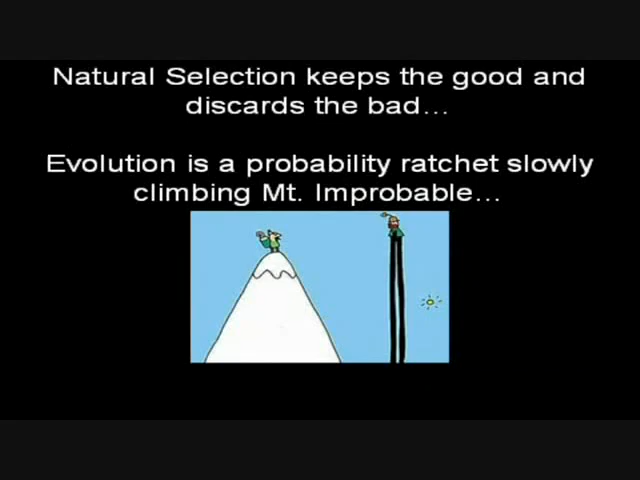 Natural Selection keeps the good and
discards the bad...
Evolution is a probability ratchet slowly
climbing Mt. Improbable...